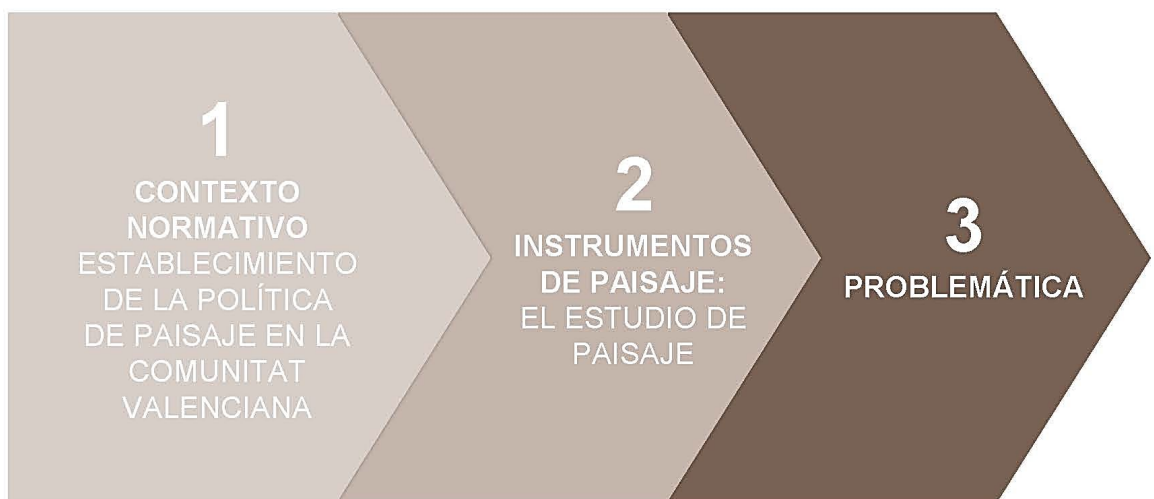 1
CONTEXTO
NORMATIVO
ESTABLECIMIENTO
DE LA POLÍTICA
DE PAISAJE EN LA
COMUNITAT
VALENCIANA
2
INSTRUMENTOS
DE PAISAJE:
EL ESTUDIO DE
PAISAJE
3
PROBLEMÁTICA